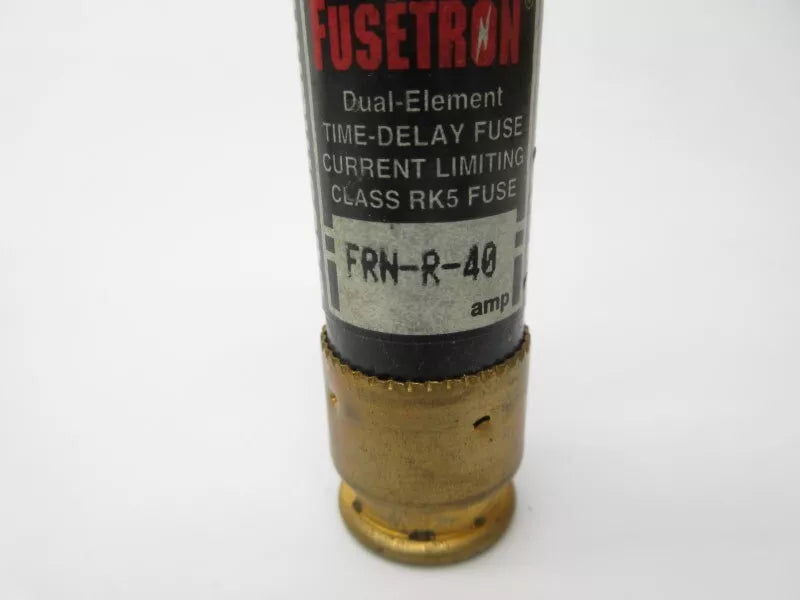 FUSETRON®
Dual-Element
TIME-DELAY FUSE
CURRENT LIMITING
CLASS RK5 FUSE
FRN-R-40
amp